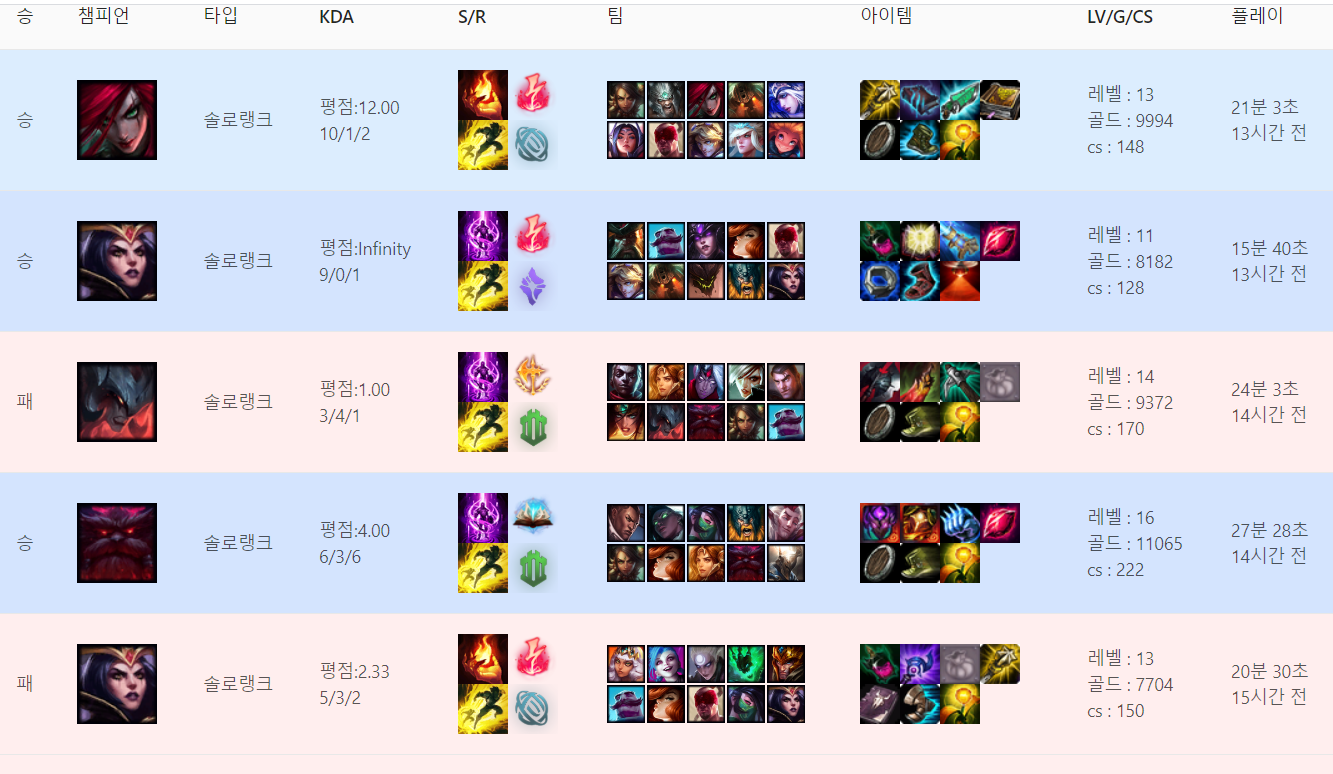 승 챔피언 타입 KDA S/R 팀 아이템 LV/G/CS 플레이
승 솔로랭크 평점:12.00 10/1/2 레벨 : 13 골드 : 9994 cs : 148 21분 3초 13시간 전
승 솔로랭크 평점:Infinity 9/0/1 레벨 : 11 골드 : 8182 cs : 128 15분 40초 13시간 전
패 솔로랭크 평점:1.00 3/4/1 레벨 : 14 골드 : 9372 cs : 170 24분 3초 14시간 전
승 솔로랭크 평점:4.00 6/3/6 레벨 : 16 골드 : 11065 cs : 222 27분 28초 14시간 전
패 솔로랭크 평점:2.33 5/3/2 레벨 : 13 골드 : 7704 cs : 150 20분 30초 15시간 전